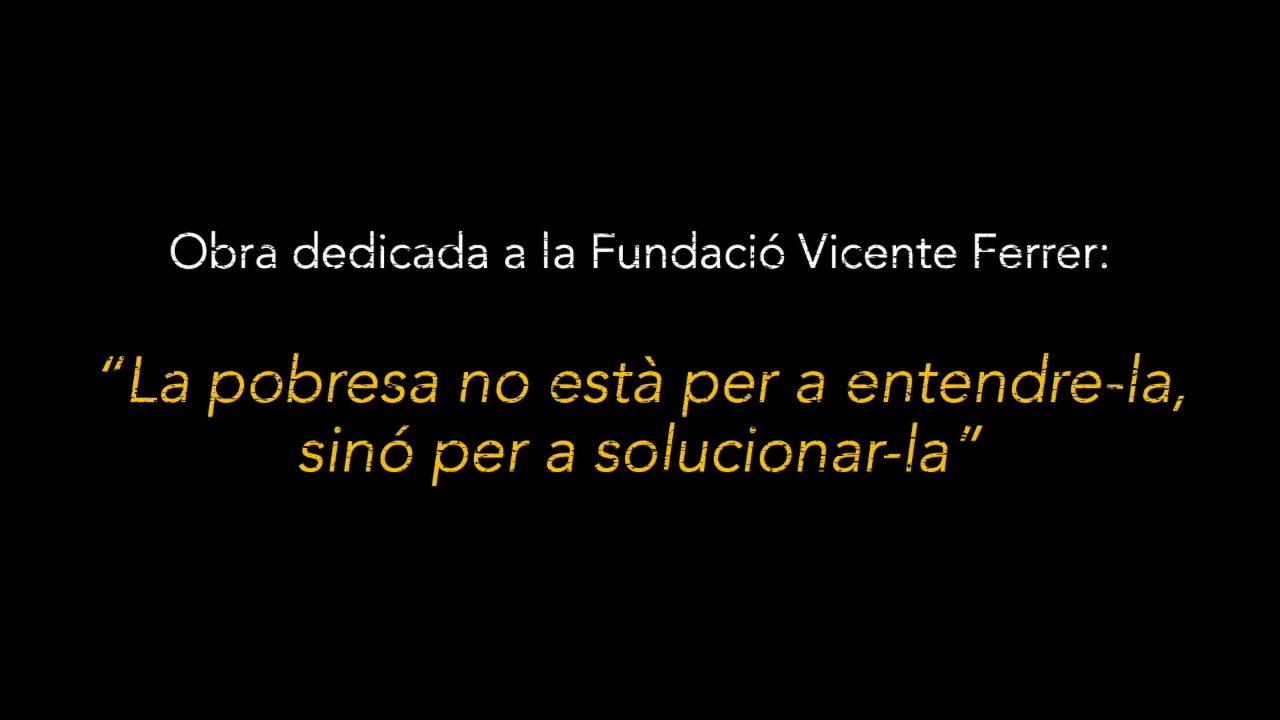 Obra dedicada a la Fundació Vicente Ferrer:
“La pobresa no està per a entendre-la,
sinó per a solucionar-la”